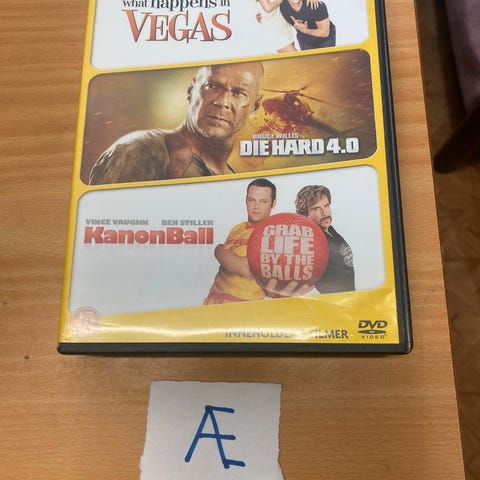 what happens in
VEGAS
BRUCE WILLIS
DIE HARD 4.0
VINCE VAUGHN BEN STILLER
KanonBall
GRAB
LIFE
BY THE
BALLS
INNEHOLDER FILMER
DVD
VIDEO
Æ